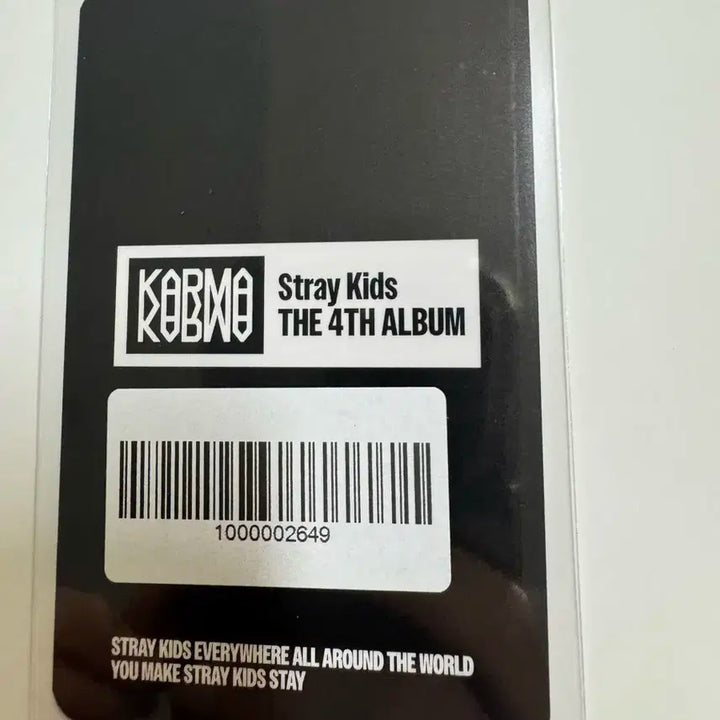 KARMA
Stray Kids
THE 4TH ALBUM
1000002649
STRAY KIDS EVERYWHERE ALL AROUND THE WORLD
YOU MAKE STRAY KIDS STAY